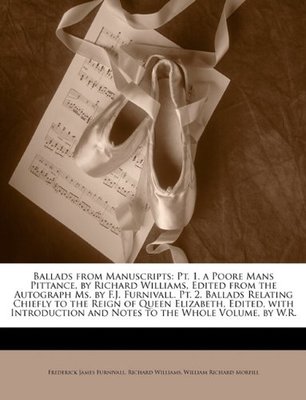 Ballads from Manuscripts: Pt. 1. a Poore Mans
Pittance, by Richard Williams, Edited from the
Autograph Ms. by F.J. Furnivall. Pt. 2. Ballads Relating
Chiefly to the Reign of Queen Elizabeth, Edited, with
Introduction and Notes to the Whole Volume, by W.R.
Frederick James Furnivall, Richard Williams, William Richard Morfill